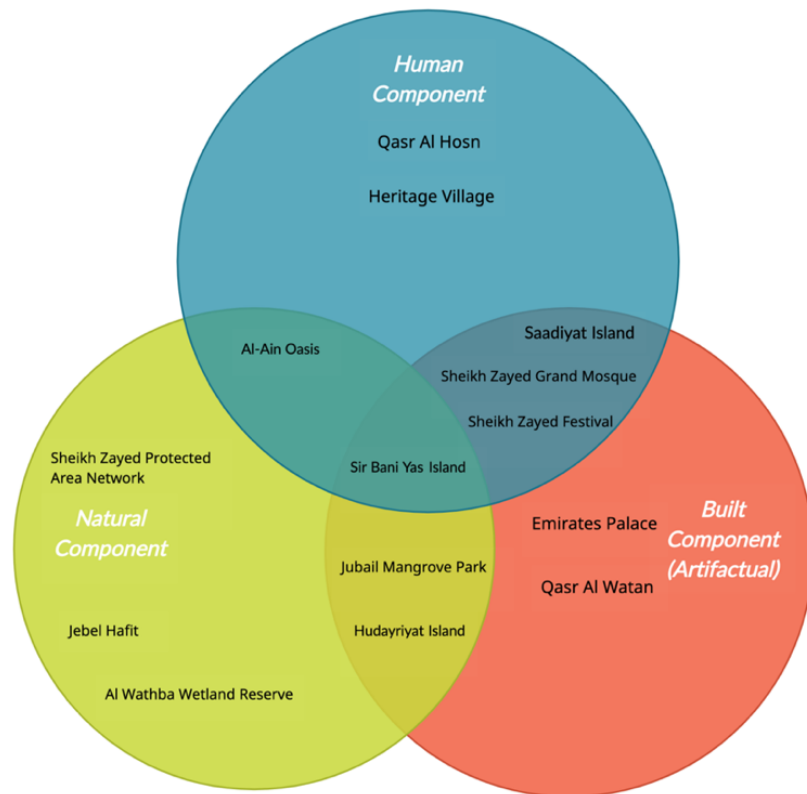 Human
Component
Qasr Al Hosn
Heritage Village
Saadiyat Island
Al-Ain Oasis
Sheikh Zayed Grand Mosque
Sheikh Zayed Festival
Sheikh Zayed Protected
Area Network
Sir Bani Yas Island
Natural
Component
Emirates Palace
Built
Component
(Artifactual)
Jubail Mangrove Park
Qasr Al Watan
Jebel Hafit
Hudayriyat Island
Al Wathba Wetland Reserve